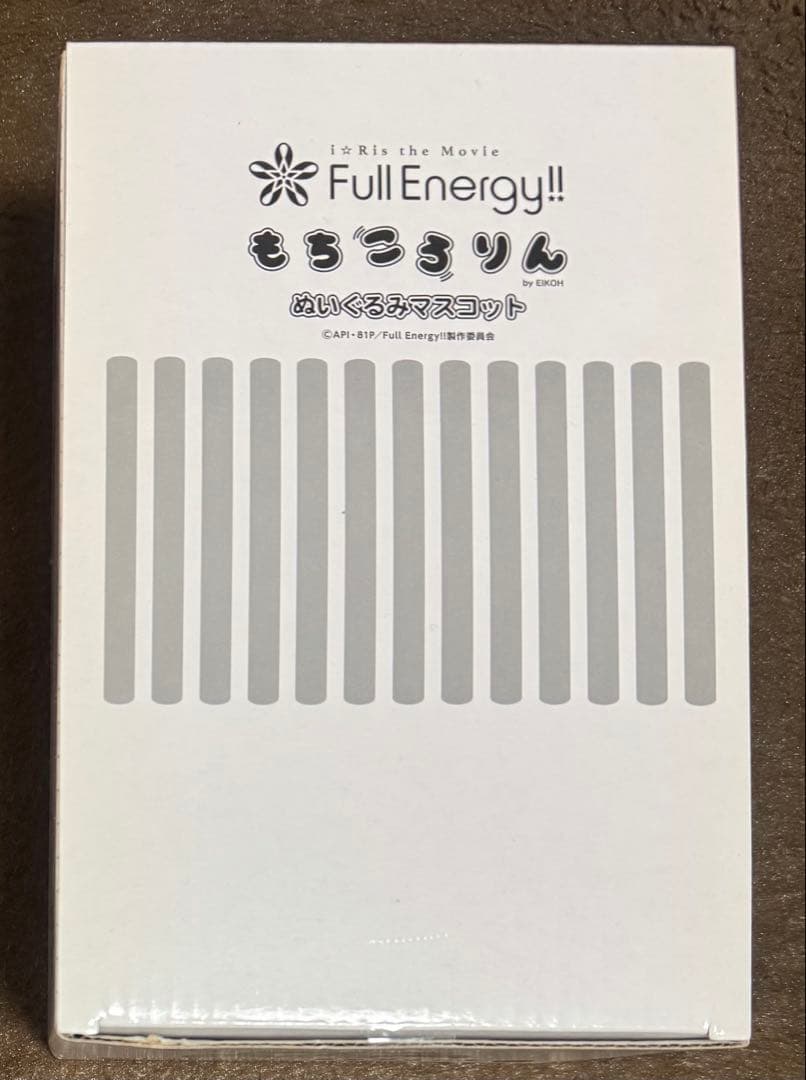 i☆Ris the Movie
Full Energy!!
もちころりん
by EIKOH
ぬいぐるみマスコット
©API・81P/Full Energy!!製作委員会